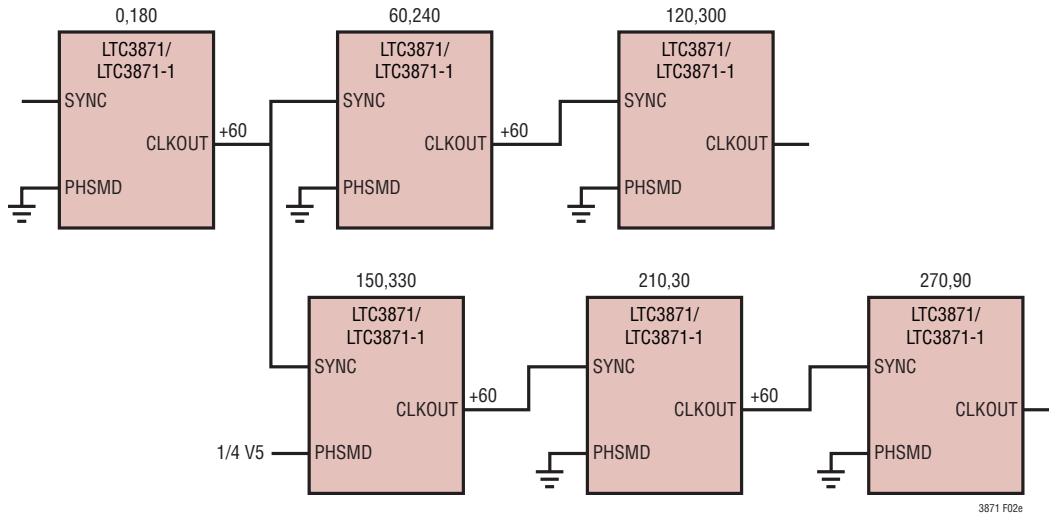 0,180
LTC3871/
LTC3871-1
SYNC
CLKOUT
PHSMD
+60
60,240
LTC3871/
LTC3871-1
SYNC
CLKOUT
PHSMD
+60
120,300
LTC3871/
LTC3871-1
SYNC
CLKOUT
PHSMD
150,330
LTC3871/
LTC3871-1
SYNC
CLKOUT
1/4 V5
PHSMD
+60
210,30
LTC3871/
LTC3871-1
SYNC
CLKOUT
PHSMD
+60
270,90
LTC3871/
LTC3871-1
SYNC
CLKOUT
PHSMD
3871 F02e